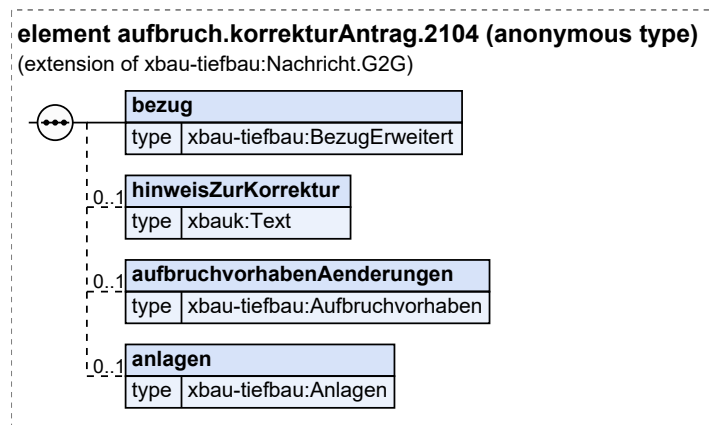 element aufbruch.korrekturAntrag.2104 (anonymous type)
(extension of xbau-tiefbau:Nachricht.G2G)
bezug
type xbau-tiefbau:BezugErweitert
0..1 hinweisZurKorrektur
type xbauk:Text
0..1 aufbruchvorhabenAenderungen
type xbau-tiefbau:Aufbruchvorhaben
0..1 anlagen
type xbau-tiefbau:Anlagen